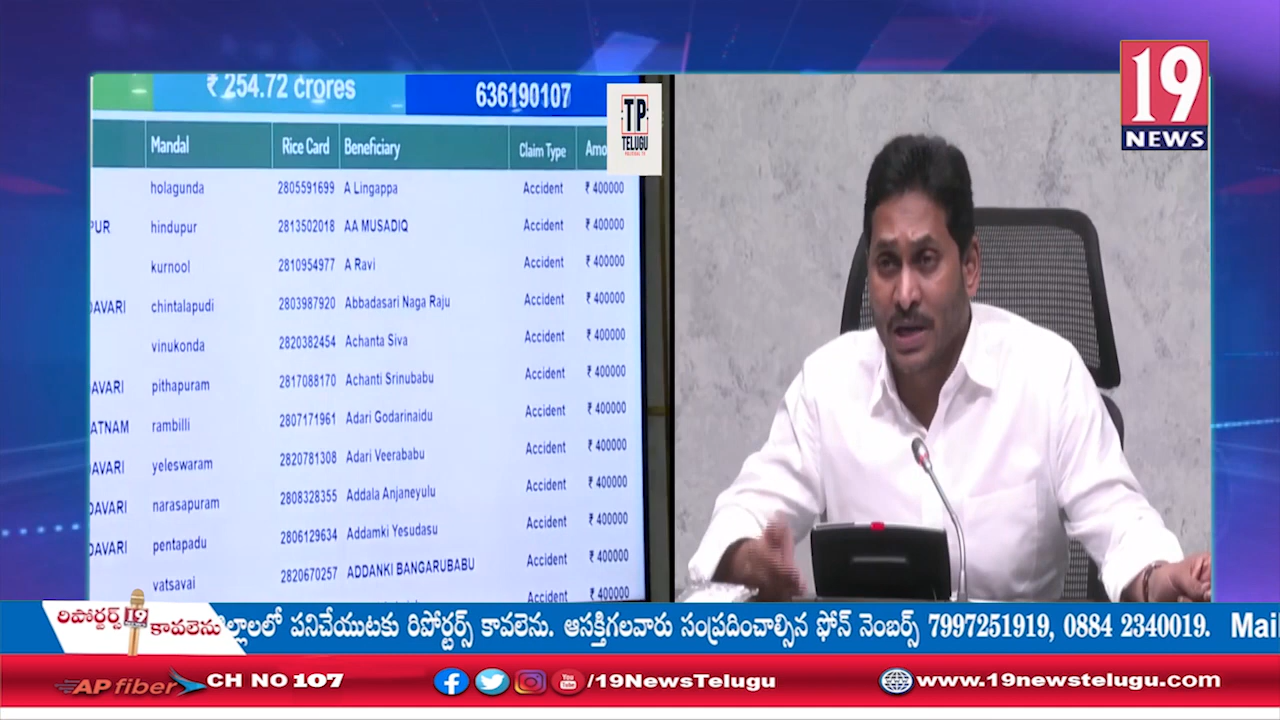 19
NEWS
₹ 254.72 crores
636190107
TP
TELUGU
Mandal Rice Card Beneficiary Claim Type
holagunda 2805591699 A Lingappa Accident ₹ 400000
PUR hindupur 2813502018 AA MUSADIQ Accident ₹ 400000
kurnool 2810954977 A Ravi Accident ₹ 400000
DAVARI chintalapudi 2803987920 Abbadasari Naga Raju Accident ₹ 400000
vinukonda 2820382454 Achanta Siva Accident ₹ 400000
DAVARI pithapuram 2817088170 Achanti Srinubabu Accident ₹ 400000
ATNAM rambilli 2807171961 Adari Godarinaidu Accident ₹ 400000
DAVARI yeleswaram 2820781308 Adari Veerababu Accident ₹ 400000
DAVARI narasapuram 2808328355 Addala Anjaneyulu Accident ₹ 400000
DAVARI pentapadu 2806129634 Addamki Yesudasu Accident ₹ 400000
vatsavai 2820670257 ADDANKI BANGARUBABU Accident ₹ 400000
Accident ₹ 400000
రిపోర్టర్స్ 19
కావలెను
ల్లాలలో పనిచేయుటకు రిపోర్టర్స్ కావలెను. ఆసక్తిగలవారు సంప్రదించాల్సిన ఫోన్ నెంబర్స్ 7997251919, 0884 2340019. Mail
AP fiber CH NO 107 /19NewsTelugu www.19newstelugu.com